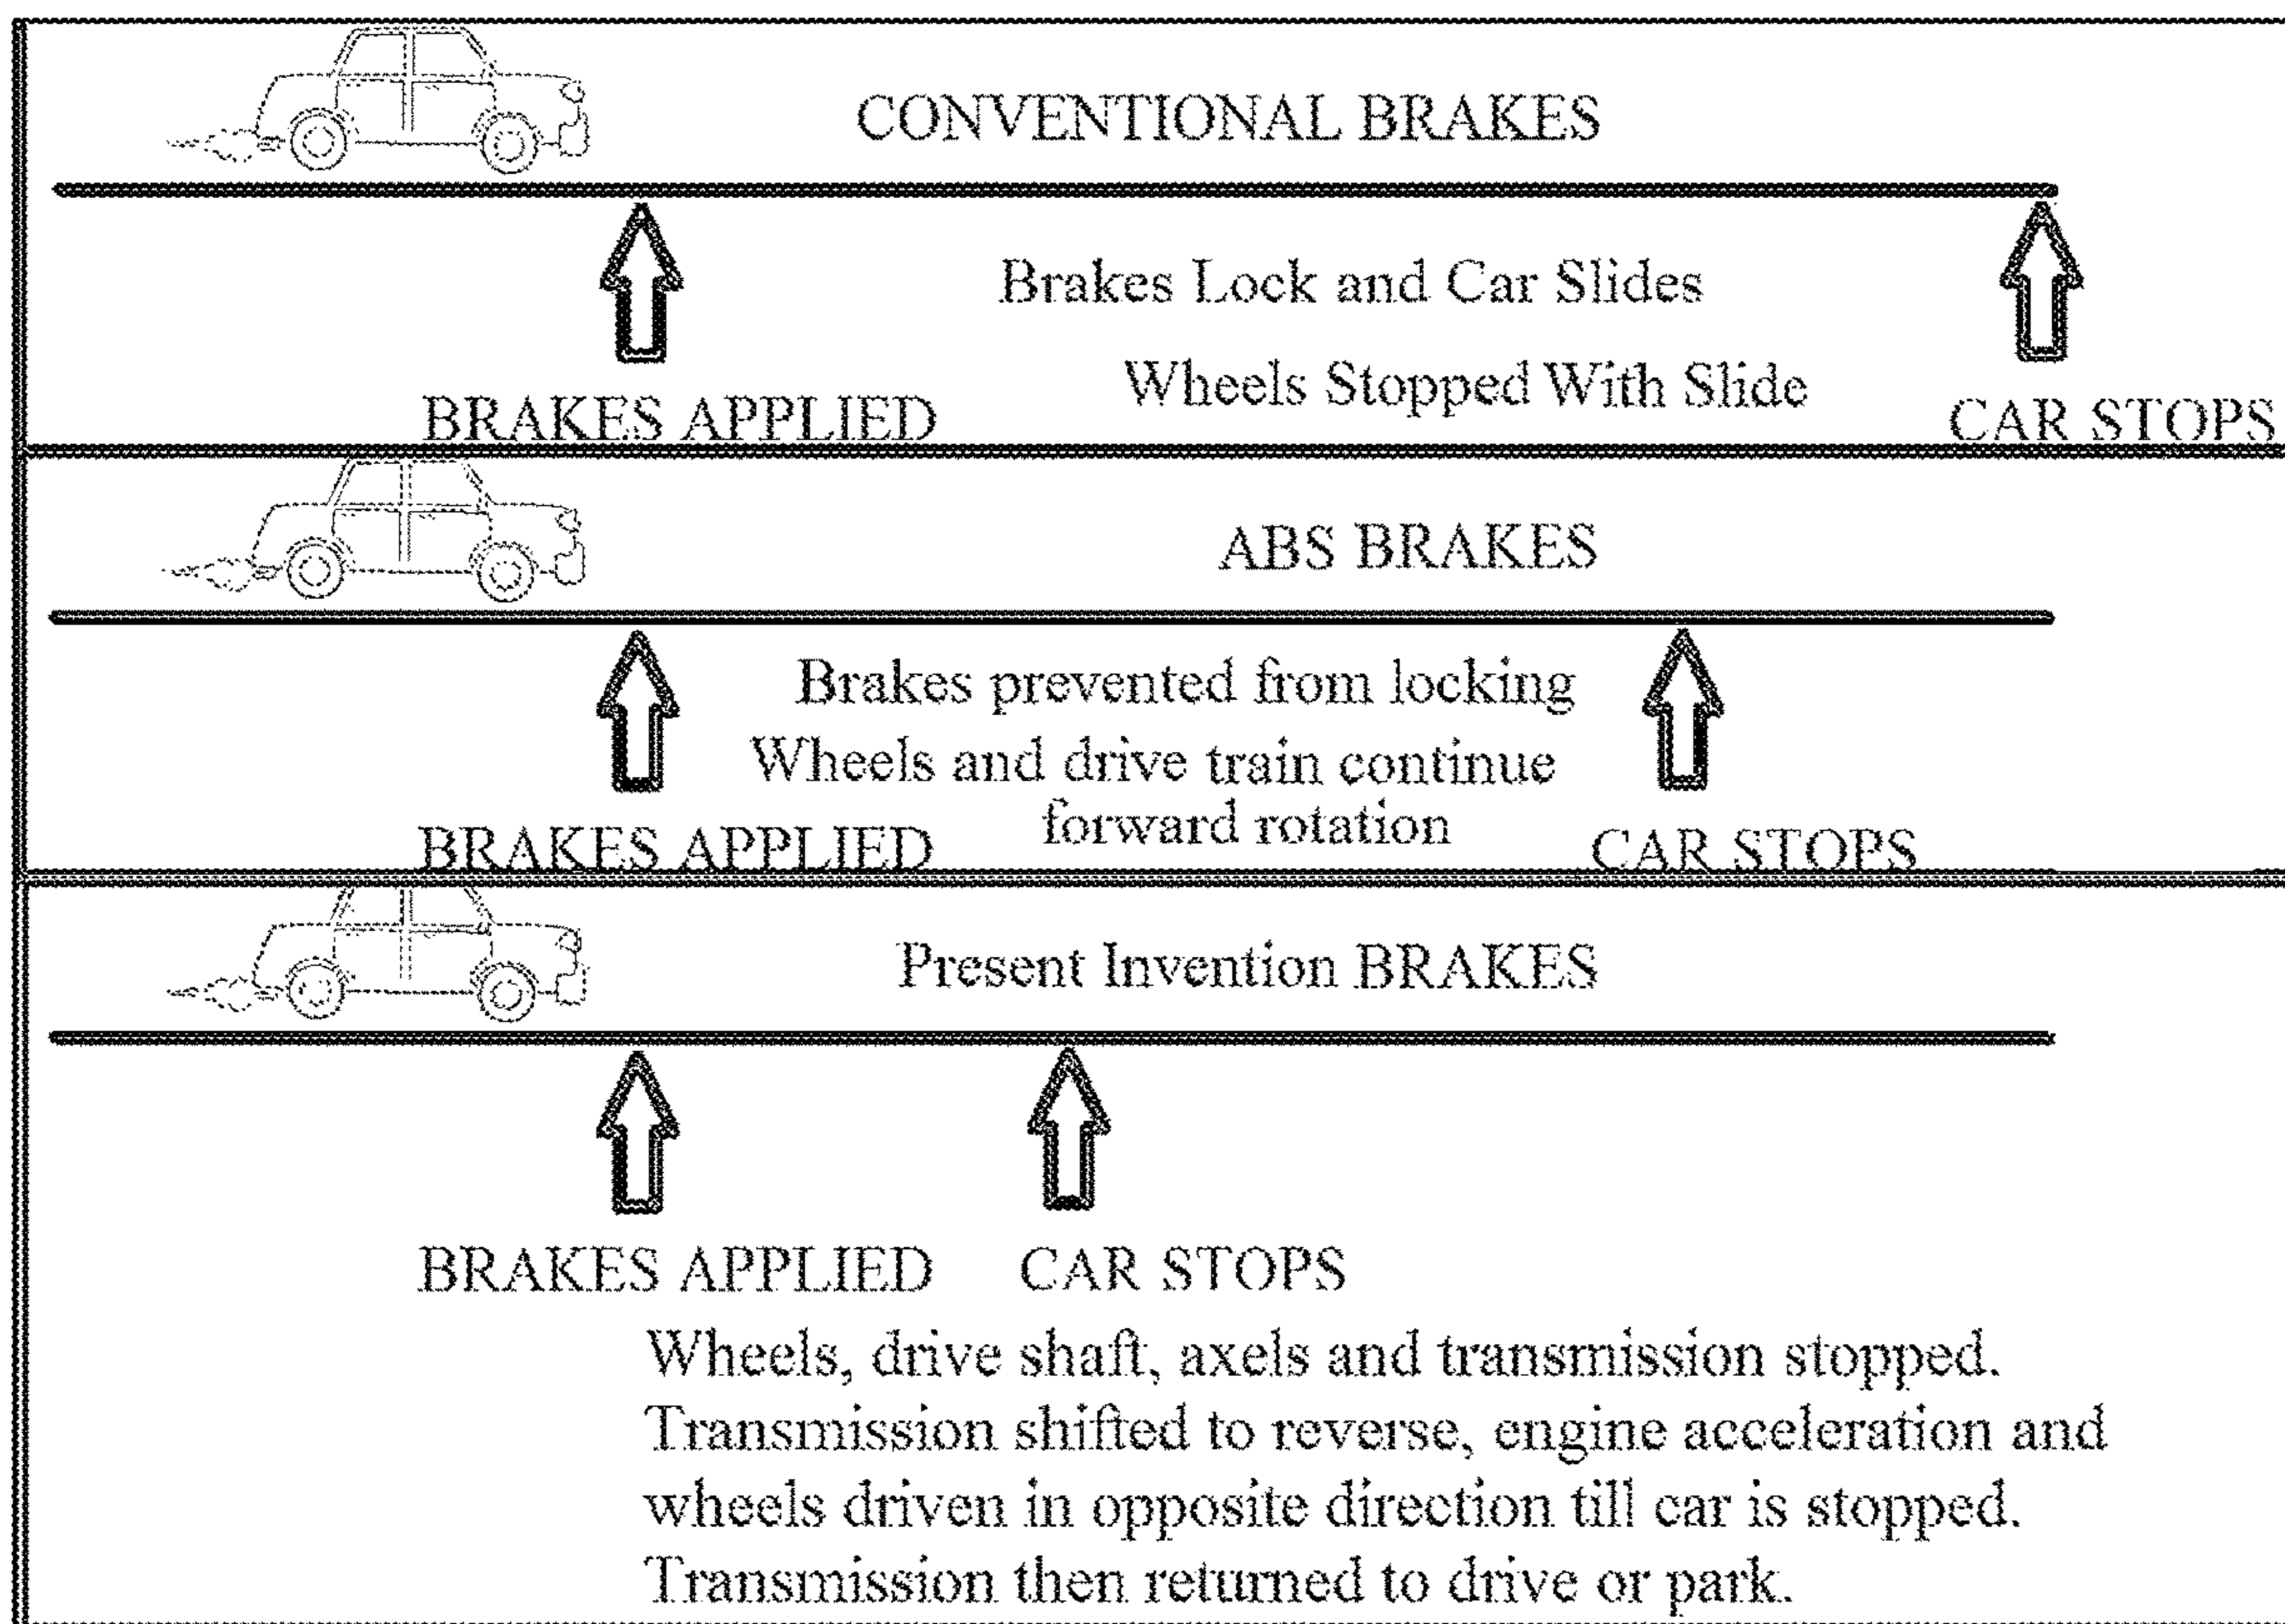 CONVENTIONAL BRAKES
Brakes Lock and Car Slides
Wheels Stopped With Slide
BRAKES APPLIED
CAR STOPS
ABS BRAKES
Brakes prevented from locking
Wheels and drive train continue
forward rotation
BRAKES APPLIED
CAR STOPS
Present Invention BRAKES
BRAKES APPLIED
CAR STOPS
Wheels, drive shaft, axels and transmission stopped.
Transmission shifted to reverse, engine acceleration and
wheels driven in opposite direction till car is stopped.
Transmission then returned to drive or park.